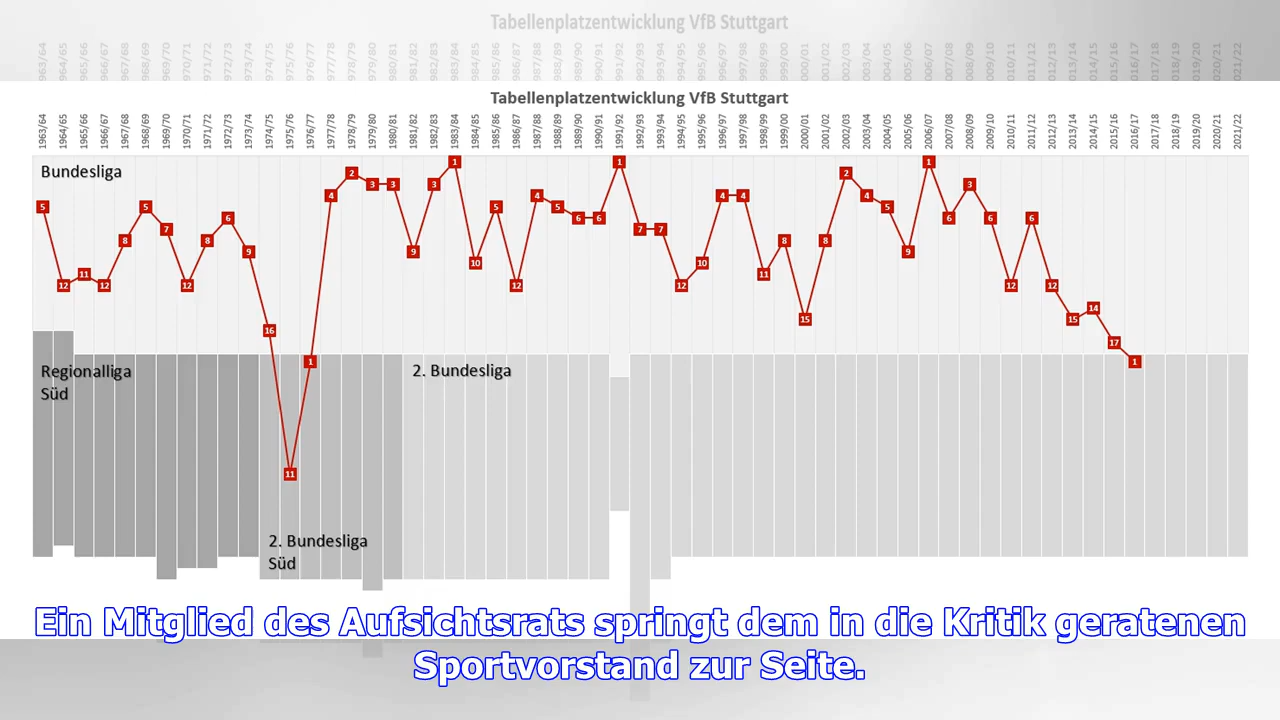 Tabellenplatzentwicklung VfB Stuttgart
Tabellenplatzentwicklung VfB Stuttgart
1963/64 1964/65 1965/66 1966/67 1967/68 1968/69 1969/70 1970/71 1971/72 1972/73 1973/74 1974/75 1975/76 1976/77 1977/78 1978/79 1979/80 1980/81 1981/82 1982/83 1983/84 1984/85 1985/86 1986/87 1987/88 1988/89 1989/90 1990/91 1991/92 1992/93 1993/94 1994/95 1995/96 1996/97 1997/98 1998/99 1999/00 2000/01 2001/02 2002/03 2003/04 2004/05 2005/06 2006/07 2007/08 2008/09 2009/10 2010/11 2011/12 2012/13 2013/14 2014/15 2015/16 2016/17 2017/18 2018/19 2019/20 2020/21 2021/22
Bundesliga
5 12 11 12 8 5 7 12 8 6 9 16 11 1 4 2 3 3 9 3 1 10 5 12 4 5 6 6 1 7 7 12 10 4 4 11 8 15 8 2 4 5 9 1 6 3 6 12 6 12 15 14 17 1
Regionalliga
Süd
2. Bundesliga
2. Bundesliga
Süd
Ein Mitglied des Aufsichtsrats springt dem in die Kritik geratenen
Sportvorstand zur Seite.